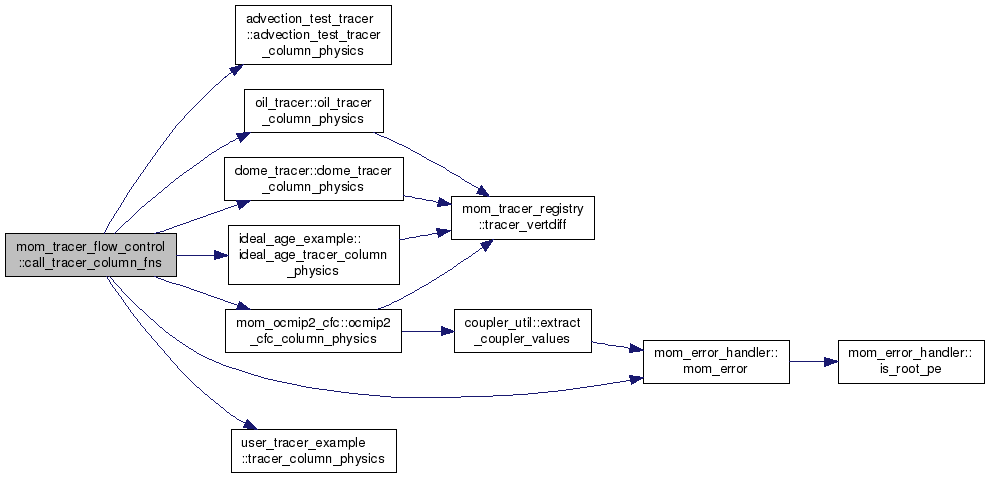 advection_test_tracer
::advection_test_tracer
_column_physics
oil_tracer::oil_tracer
_column_physics
dome_tracer::dome_tracer
_column_physics
mom_tracer_registry
::tracer_vertdiff
mom_tracer_flow_control
::call_tracer_column_fns
ideal_age_example::
ideal_age_tracer_column
_physics
mom_ocmip2_cfc::ocmip2
_cfc_column_physics
coupler_util::extract
_coupler_values
mom_error_handler::
mom_error
mom_error_handler::
is_root_pe
user_tracer_example
::tracer_column_physics